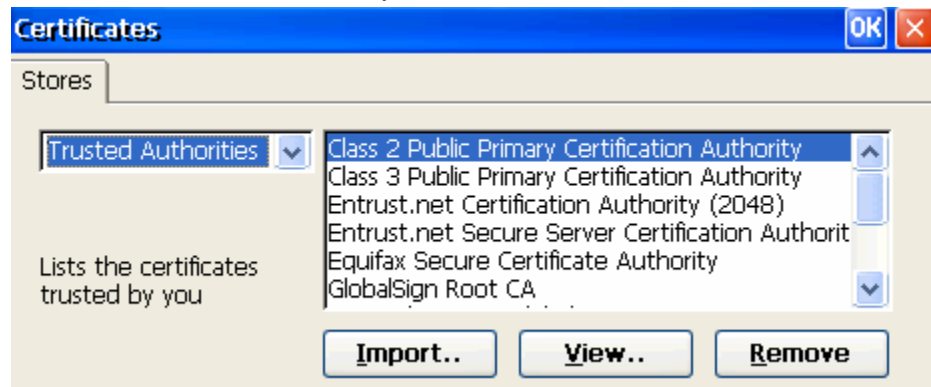 Certificates
OK
Stores
Trusted Authorities
Class 2 Public Primary Certification Authority
Class 3 Public Primary Certification Authority
Entrust.net Certification Authority (2048)
Entrust.net Secure Server Certification Authorit
Equifax Secure Certificate Authority
GlobalSign Root CA
Lists the certificates
trusted by you
Import..
View..
Remove